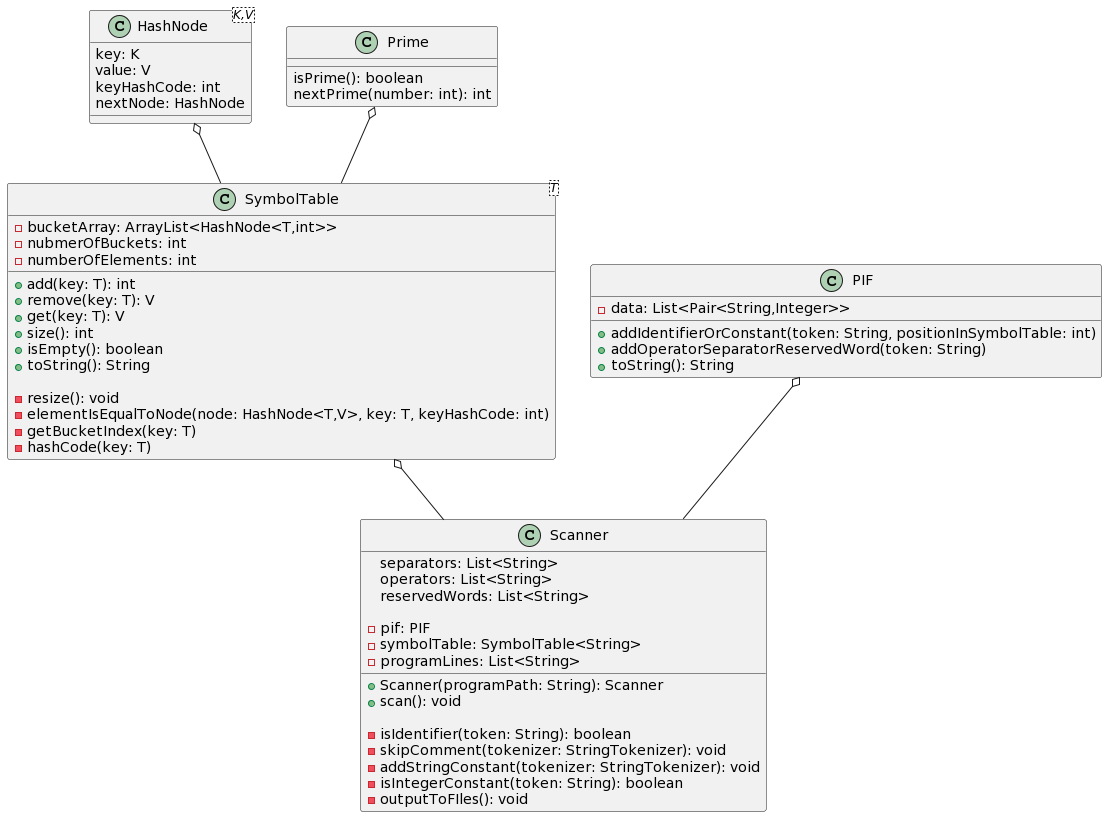 C HashNode K,V
key: K
value: V
keyHashCode: int
nextNode: HashNode
C Prime
isPrime(): boolean
nextPrime(number: int): int
C SymbolTable T
bucketArray: ArrayList<HashNode<T,int>>
nubmerOfBuckets: int
numberOfElements: int
add(key: T): int
remove(key: T): V
get(key: T): V
size(): int
isEmpty(): boolean
toString(): String
resize(): void
elementIsEqualToNode(node: HashNode<T,V>, key: T, keyHashCode: int)
getBucketIndex(key: T)
hashCode(key: T)
C PIF
data: List<Pair<String,Integer>>
addIdentifierOrConstant(token: String, positionInSymbolTable: int)
addOperatorSeparatorReservedWord(token: String)
toString(): String
C Scanner
separators: List<String>
operators: List<String>
reservedWords: List<String>
pif: PIF
symbolTable: SymbolTable<String>
programLines: List<String>
Scanner(programPath: String): Scanner
scan(): void
isIdentifier(token: String): boolean
skipComment(tokenizer: StringTokenizer): void
addStringConstant(tokenizer: StringTokenizer): void
isIntegerConstant(token: String): boolean
outputToFIles(): void